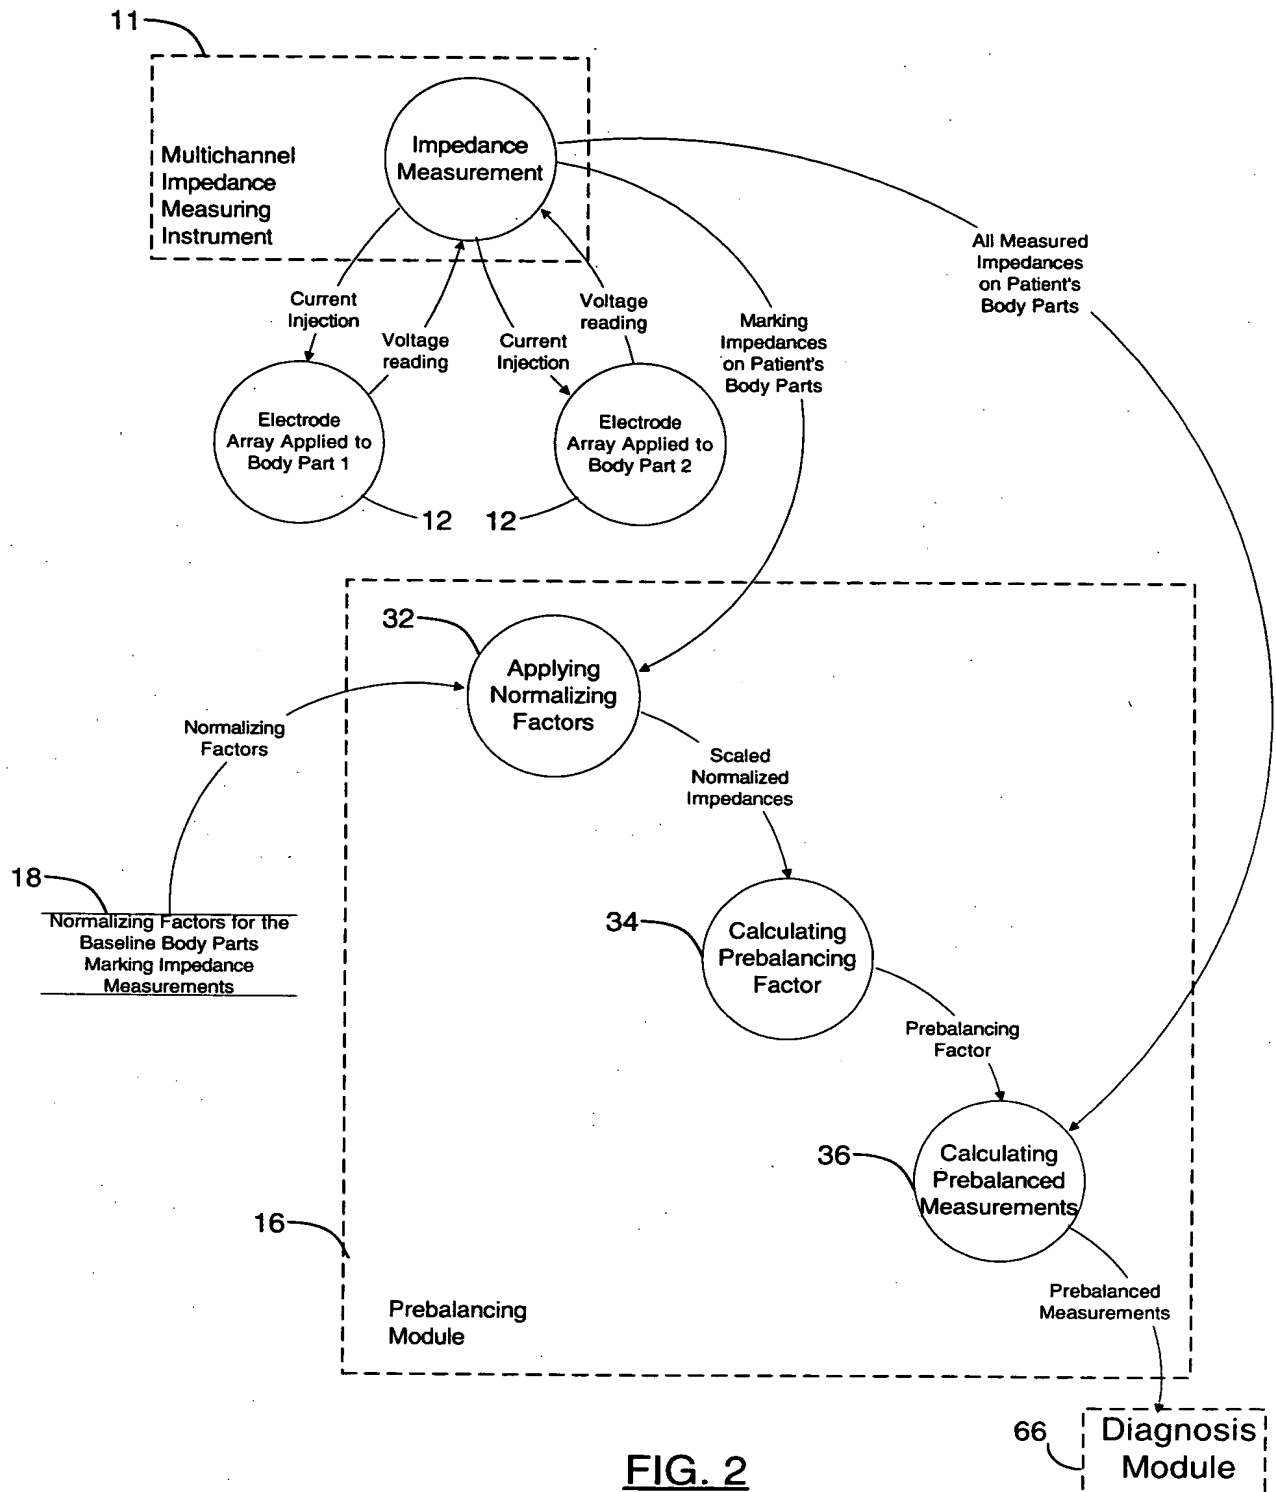 11
Multichannel
Impedance
Measuring
Instrument
Impedance
Measurement
All Measured
Impedances
on Patient's
Body Parts
Current
Injection
Voltage
reading
Current
Injection
Voltage
reading
Marking
Impedances
on Patient's
Body Parts
Electrode
Array Applied to
Body Part 1
Electrode
Array Applied to
Body Part 2
12
12
32
Applying
Normalizing
Factors
Normalizing
Factors
Scaled
Normalized
Impedances
18
Normalizing Factors for the
Baseline Body Parts
Marking Impedance
Measurements
34
Calculating
Prebalancing
Factor
Prebalancing
Factor
36
Calculating
Prebalanced
Measurements
16
Prebalancing
Module
Prebalanced
Measurements
66
Diagnosis
Module
FIG. 2